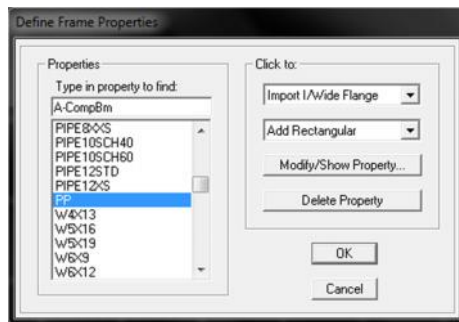 Define Frame Properties
Properties
Type in property to find:
A-CompBm
PIPE8XXS
PIPE10SCH40
PIPE10SCH60
PIPE12STD
PIPE12XS
PP
W4X13
W5X16
W5X19
W6X9
W6X12
Click to:
Import I/Wide Flange
Add Rectangular
Modify/Show Property...
Delete Property
OK
Cancel